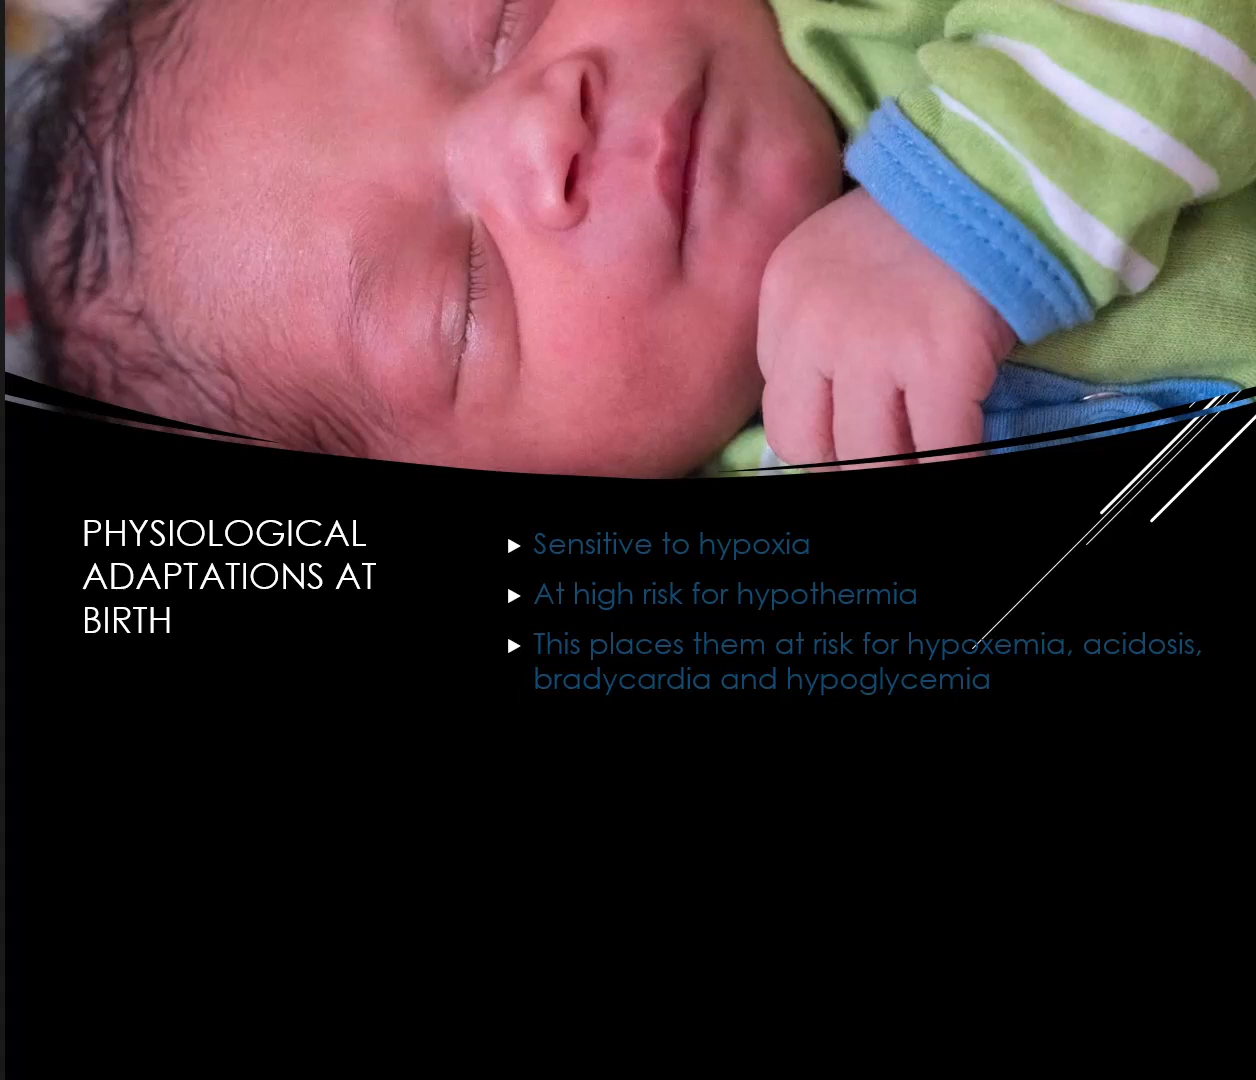 PHYSIOLOGICAL
ADAPTATIONS AT
BIRTH
Sensitive to hypoxia
At high risk for hypothermia
This places them at risk for hypoxemia, acidosis,
bradycardia and hypoglycemia